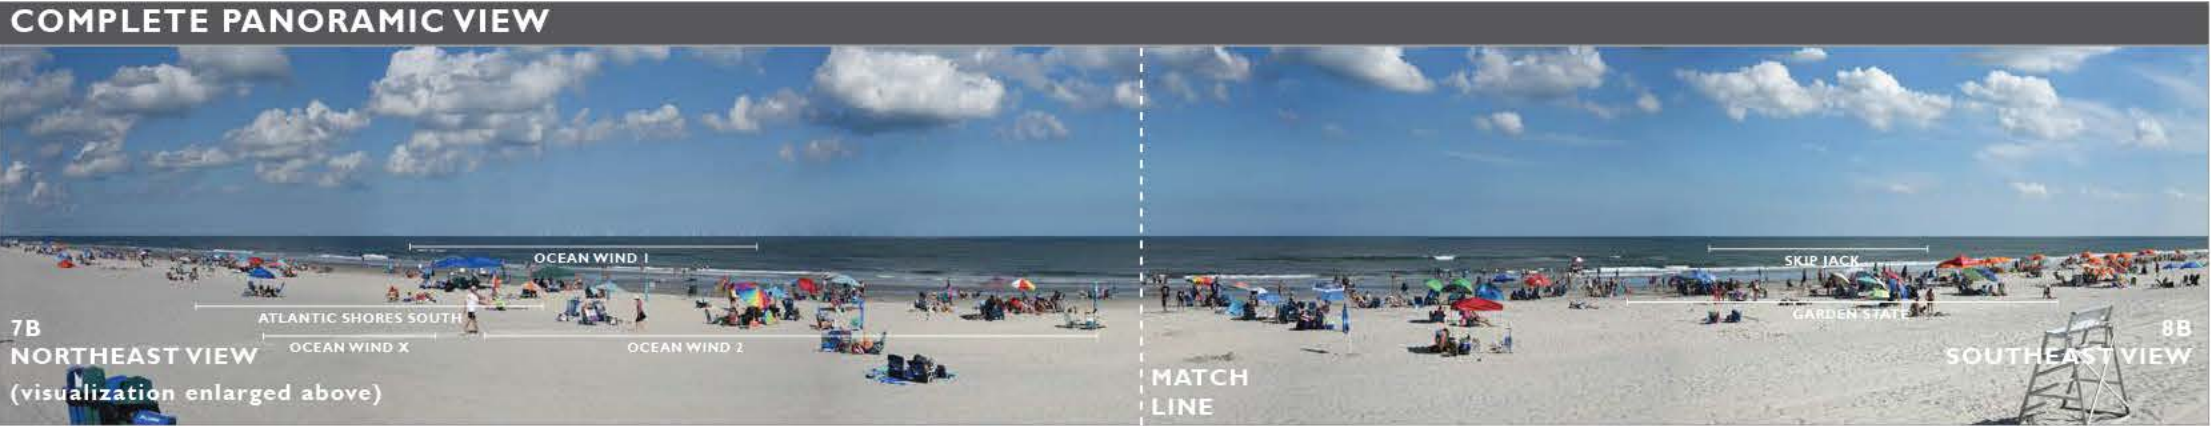 COMPLETE PANORAMIC VIEW
OCEAN WIND 1
SKIP JACK
ATLANTIC SHORES SOUTH
GARDEN STATE
OCEAN WIND X
OCEAN WIND 2
7B
NORTHEAST VIEW
(visualization enlarged above)
MATCH
LINE
8B
SOUTHEAST VIEW